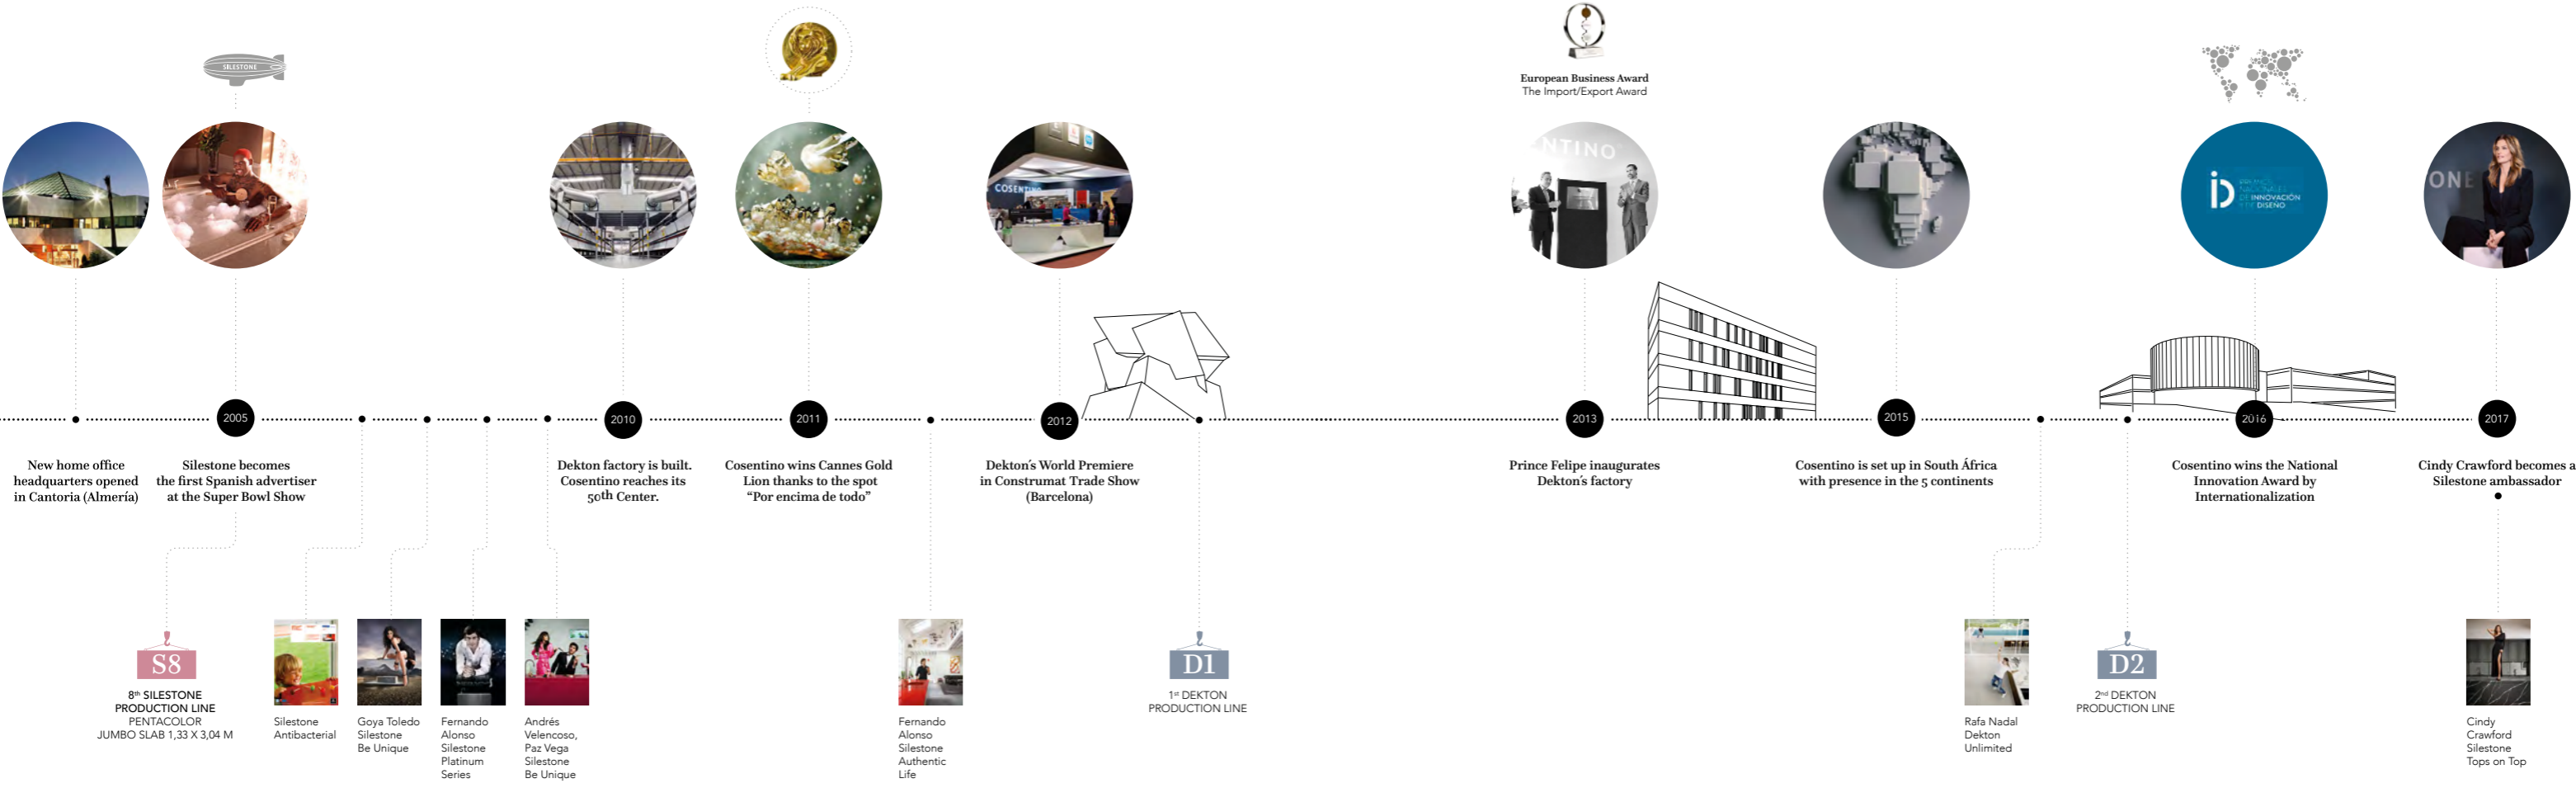 SILESTONE
European Business Award
The Import/Export Award
COSENTINO
NTINO
iD
DE INNOVACIÓN
Y DE DISEÑO
ONE
2005
2010
2011
2012
2013
2015
2016
2017
New home office
headquarters opened
in Cantoria (Almería)
Silestone becomes
the first Spanish advertiser
at the Super Bowl Show
Dekton factory is built.
Cosentino reaches its
50th Center.
Cosentino wins Cannes Gold
Lion thanks to the spot
“Por encima de todo”
Dekton´s World Premiere
in Construmat Trade Show
(Barcelona)
Prince Felipe inaugurates
Dekton´s factory
Cosentino is set up in South África
with presence in the 5 continents
Cosentino wins the National
Innovation Award by
Internationalization
Cindy Crawford becomes a
Silestone ambassador
S8
8th SILESTONE
PRODUCTION LINE
PENTACOLOR
JUMBO SLAB 1,33 X 3,04 M
Silestone
Antibacterial
Goya Toledo
Silestone
Be Unique
Fernando
Alonso
Silestone
Platinum
Series
Andrés
Velencoso,
Paz Vega
Silestone
Be Unique
Fernando
Alonso
Silestone
Authentic
Life
D1
1st DEKTON
PRODUCTION LINE
Rafa Nadal
Dekton
Unlimited
D2
2nd DEKTON
PRODUCTION LINE
Cindy
Crawford
Silestone
Tops on Top